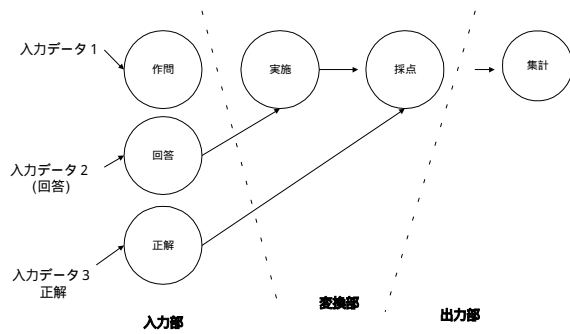 入力データ1
作問
実施
採点
集計
入力データ2
(回答)
回答
入力データ3
正解
正解
入力部
変換部
出力部